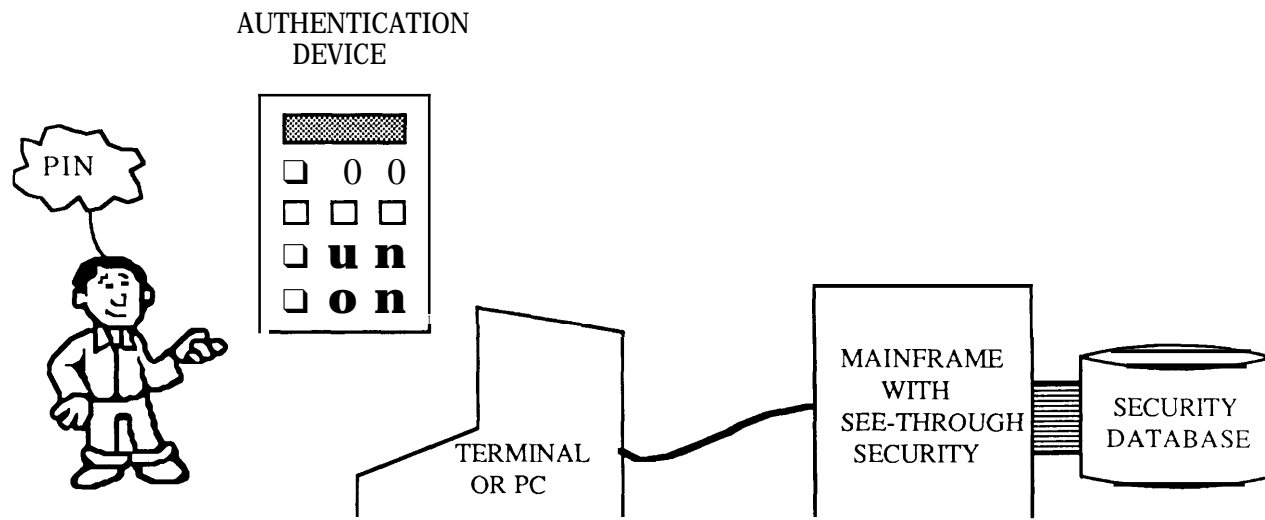 AUTHENTICATION
DEVICE
PIN
❏ 0 0
❏ u n
❏ o n
TERMINAL
OR PC
MAINFRAME
WITH
SEE-THROUGH
SECURITY
SECURITY
DATABASE